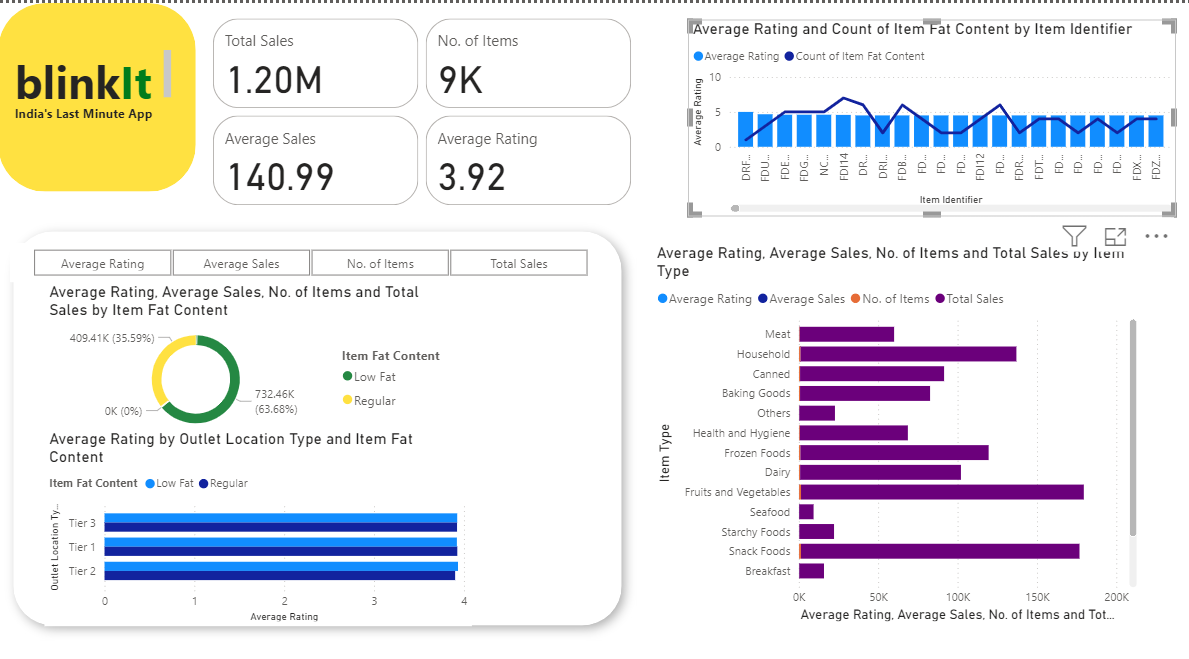 blinkIt
India's Last Minute App
Total Sales
1.20M
No. of Items
9K
Average Sales
140.99
Average Rating
3.92
Average Rating and Count of Item Fat Content by Item Identifier
Average Rating Count of Item Fat Content
Average Rating
10
5
0
DRF... FDU... FDE... FDG... NC... FDI14 DR... DRI... FDB... FD... FD... FD... FDI12 FD... FDR... FDT... FD... FD... FD... FD... FDX... FDZ...
Item Identifier
Average Rating Average Sales No. of Items Total Sales
Average Rating, Average Sales, No. of Items and Total
Sales by Item Fat Content
409.41K (35.59%)
0K (0%)
732.46K
(63.68%)
Item Fat Content
Low Fat
Regular
Average Rating by Outlet Location Type and Item Fat
Content
Item Fat Content Low Fat Regular
Outlet Location Ty...
Tier 3
Tier 1
Tier 2
0 1 2 3 4
Average Rating
Average Rating, Average Sales, No. of Items and Total Sales by Item
Type
Average Rating Average Sales No. of Items Total Sales
Item Type
Meat
Household
Canned
Baking Goods
Others
Health and Hygiene
Frozen Foods
Dairy
Fruits and Vegetables
Seafood
Starchy Foods
Snack Foods
Breakfast
0K 50K 100K 150K 200K
Average Rating, Average Sales, No. of Items and Tot...